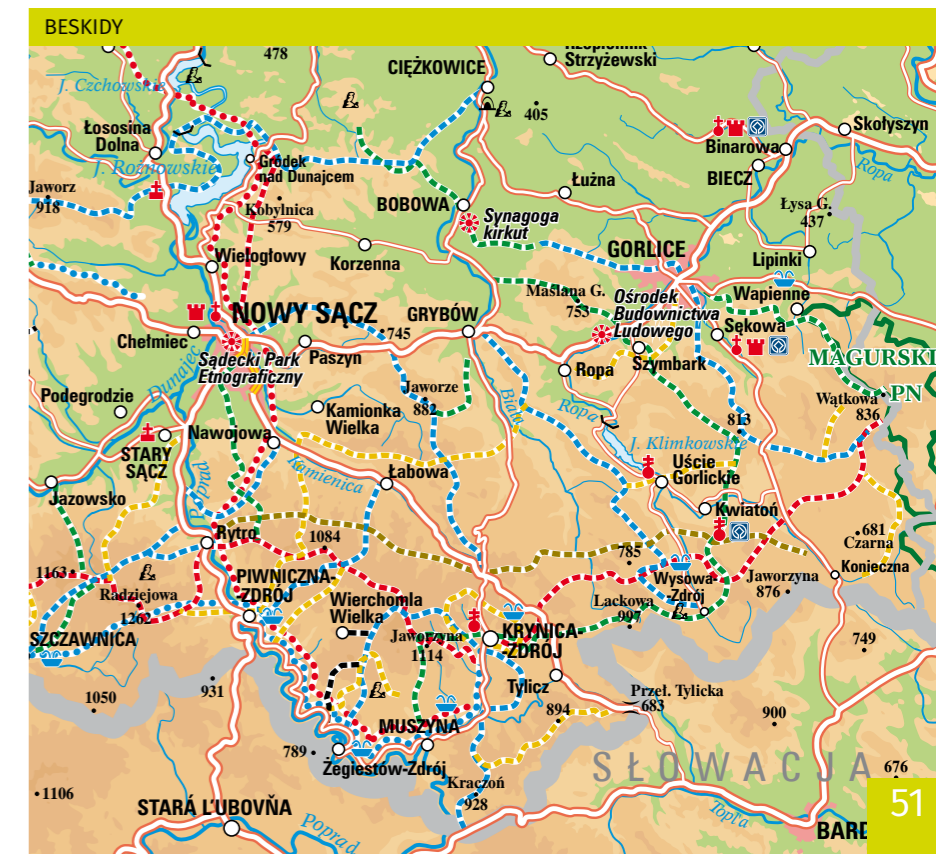 BESKIDY
478
CIĘŻKOWICE
Strzyżewski
J. Czchowskie
405
Łososina
Dolna
Skołyszyn
Binarowa
J. Rożnowskie
Gródek
nad Dunajcem
Ropa
BIECZ
Jaworz
918
Łużna
Łysa G.
437
Kobylnica
579
BOBOWA
Synagoga
kirkut
GORLICE
Wielogłowy
Korzenna
Lipinki
Maślana G.
753
Ośrodek
Budownictwa
Ludowego
Wapienne
NOWY SĄCZ
745
GRYBÓW
Sękowa
Chełmiec
Sądecki Park
Etnograficzny
Paszyn
Ropa
Szymbark
MAGURSKI
PN
Dunajec
Podegrodzie
Jaworze
882
Wątkowa
836
Kamionka
Wielka
Biała
Ropa
813
J. Klimkowskie
Nawojowa
STARY
SĄCZ
Poprad
Kamienica
Łabowa
Uście
Gorlickie
Jazowsko
Kwiatoń
Rytro
1084
681
Czarna
785
Konieczna
1163
PIWNICZNA-
-ZDRÓJ
Wysowa-
-Zdrój
Jaworzyna
876
Radziejowa
1262
Wierchomla
Wielka
Lackowa
997
SZCZAWNICA
Jaworzyna
1114
KRYNICA-
-ZDRÓJ
749
931
1050
Tylicz
Przeł. Tylicka
683
894
900
MUSZYNA
789
Żegiestów-Zdrój
SŁOWACJA
676
Kraczoń
928
1106
STARÁ ĽUBOVŇA
Poprad
Topľa
BARD
51